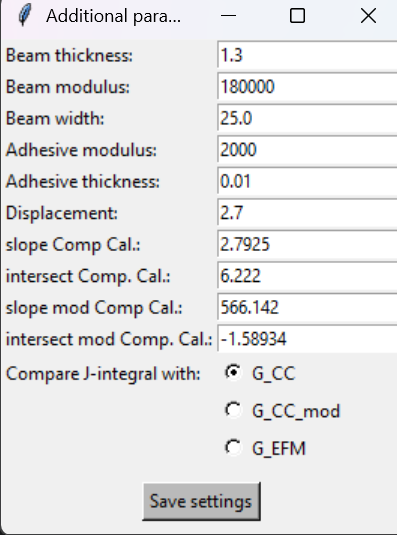 Additional para...
Beam thickness: 1.3
Beam modulus: 180000
Beam width: 25.0
Adhesive modulus: 2000
Adhesive thickness: 0.01
Displacement: 2.7
slope Comp Cal.: 2.7925
intersect Comp. Cal.: 6.222
slope mod Comp Cal.: 566.142
intersect mod Comp. Cal.: -1.58934
Compare J-integral with: G_CC
G_CC_mod
G_EFM
Save settings